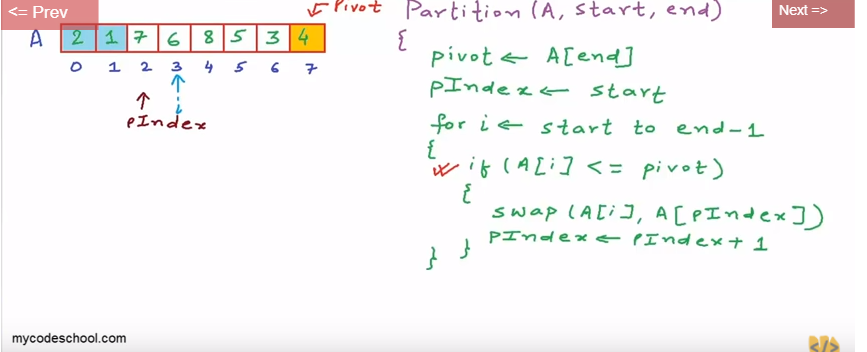 <= Prev
Next =>
Pivot
Partition (A, start, end)
A 2 1 7 6 8 5 3 4
0 1 2 3 4 5 6 7
i
pIndex
{
pivot ← A[end]
pIndex ← start
for i ← start to end-1
{
if (A[i] <= pivot)
{
swap (A[i], A[pIndex])
pIndex ← pIndex + 1
}
}
mycodeschool.com
</>